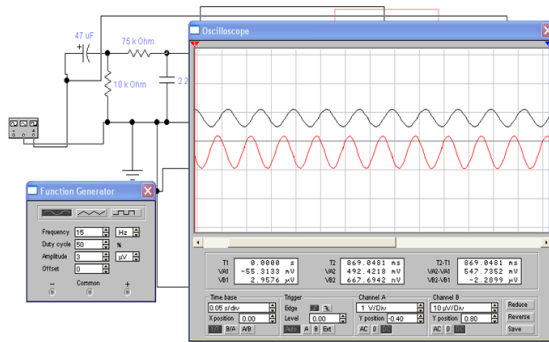 Oscilloscope
47 uF
75 k Ohm
10 k Ohm
2.2
Function Generator
Frequency 15 Hz
Duty cycle 50 %
Amplitude 3 µV
Offset 0
− Common +
T1 0.0000 s T2 869.0481 ms T2-T1 869.0481 ms
VA1 -55.3133 mV VA2 492.4218 mV VA2-VA1 547.7352 mV
VB1 2.9576 µV VB2 667.6942 nV VB2-VB1 -2.2899 µV
Time base Trigger Channel A Channel B
0.05 s/div Edge 1 V/Div 10 µV/Div Reduce
X position 0.00 Level 0.00 Y position -0.40 Y position 0.80 Reverse
Y/T B/A A/B Auto A B Ext AC 0 DC AC 0 DC Save